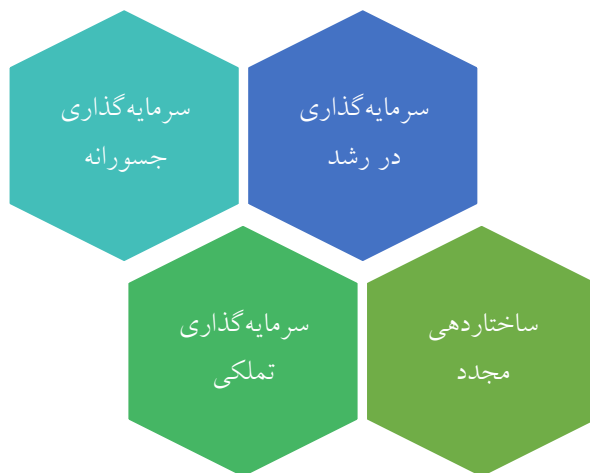 سرمایه‌گذاری
در رشد
سرمایه‌گذاری
جسورانه
ساختاردهی
مجدد
سرمایه‌گذاری
تملکی